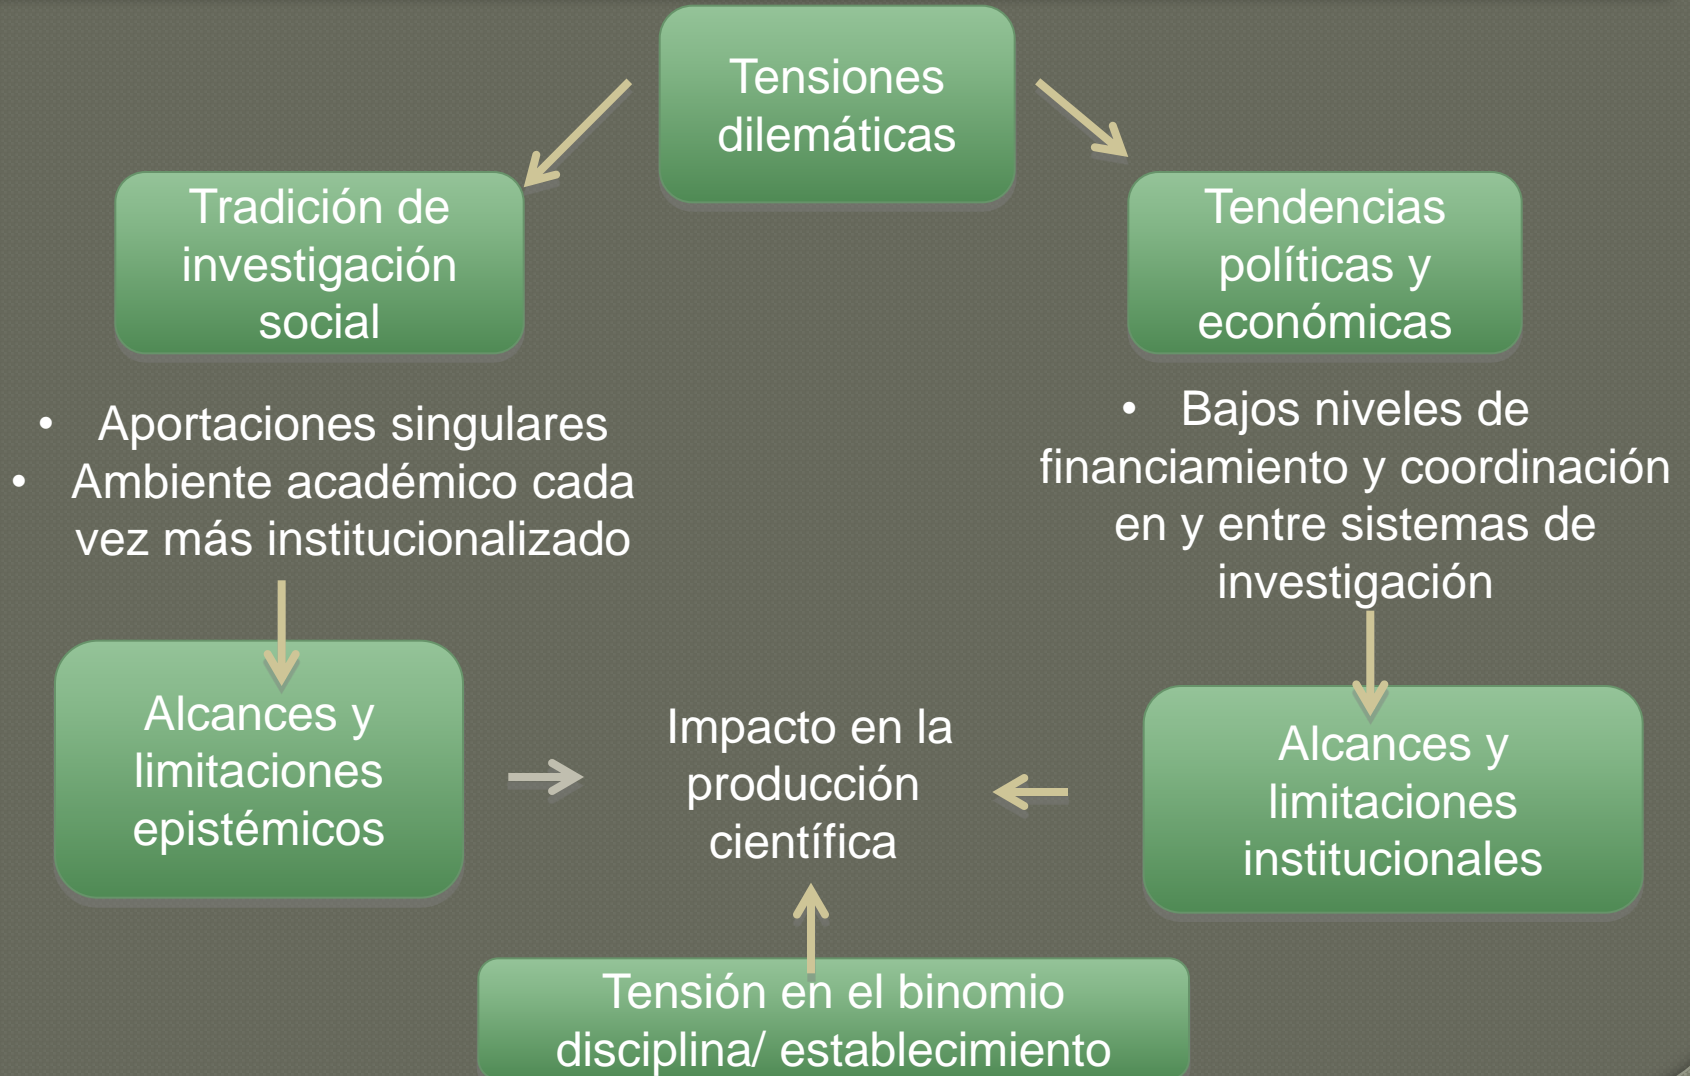 Tensiones
dilemáticas
Tradición de
investigación
social
Tendencias
políticas y
económicas
• Aportaciones singulares
• Ambiente académico cada
vez más institucionalizado
• Bajos niveles de
financiamiento y coordinación
en y entre sistemas de
investigación
Alcances y
limitaciones
epistémicos
Impacto en la
producción
científica
Alcances y
limitaciones
institucionales
Tensión en el binomio
disciplina/ establecimiento